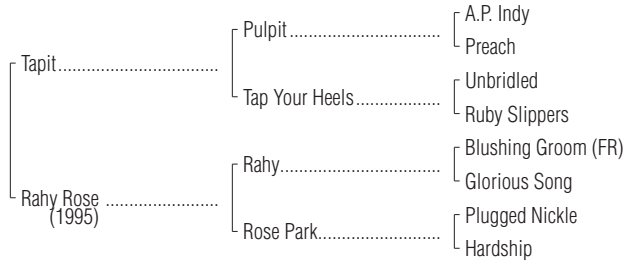 A.P. Indy
Pulpit
Preach
Tapit
Unbridled
Tap Your Heels
Ruby Slippers
Blushing Groom (FR)
Rahy
Glorious Song
Rahy Rose
(1995)
Plugged Nickle
Rose Park
Hardship